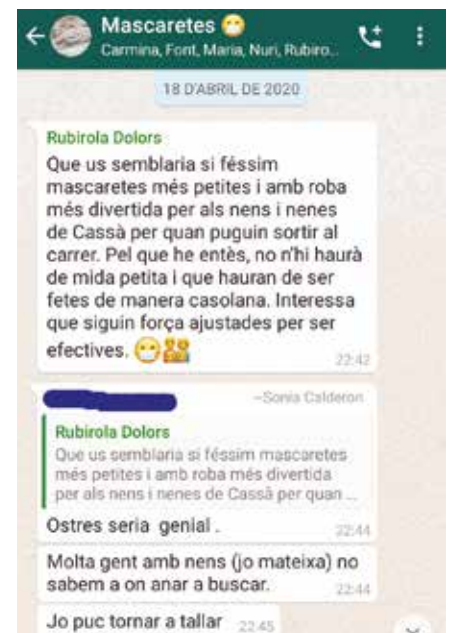 Mascaretes 😷
Carmina, Font, Maria, Nuri, Rubiro...
18 D'ABRIL DE 2020
Rubirola Dolors
Que us semblaria si féssim
mascaretes més petites i amb roba
més divertida per als nens i nenes
de Cassà per quan puguin sortir al
carrer. Pel que he entès, no n'hi haurà
de mida petita i que hauran de ser
fetes de manera casolana. Interessa
que siguin força ajustades per ser
efectives. 😷👪
22:42
~Sonia Calderon
Rubirola Dolors
Que us semblaria si féssim mascaretes
més petites i amb roba més divertida
per als nens i nenes de Cassà per quan ...
Ostres seria genial .
22:44
Molta gent amb nens (jo mateixa) no
sabem a on anar a buscar.
22:44
Jo puc tornar a tallar
22:45